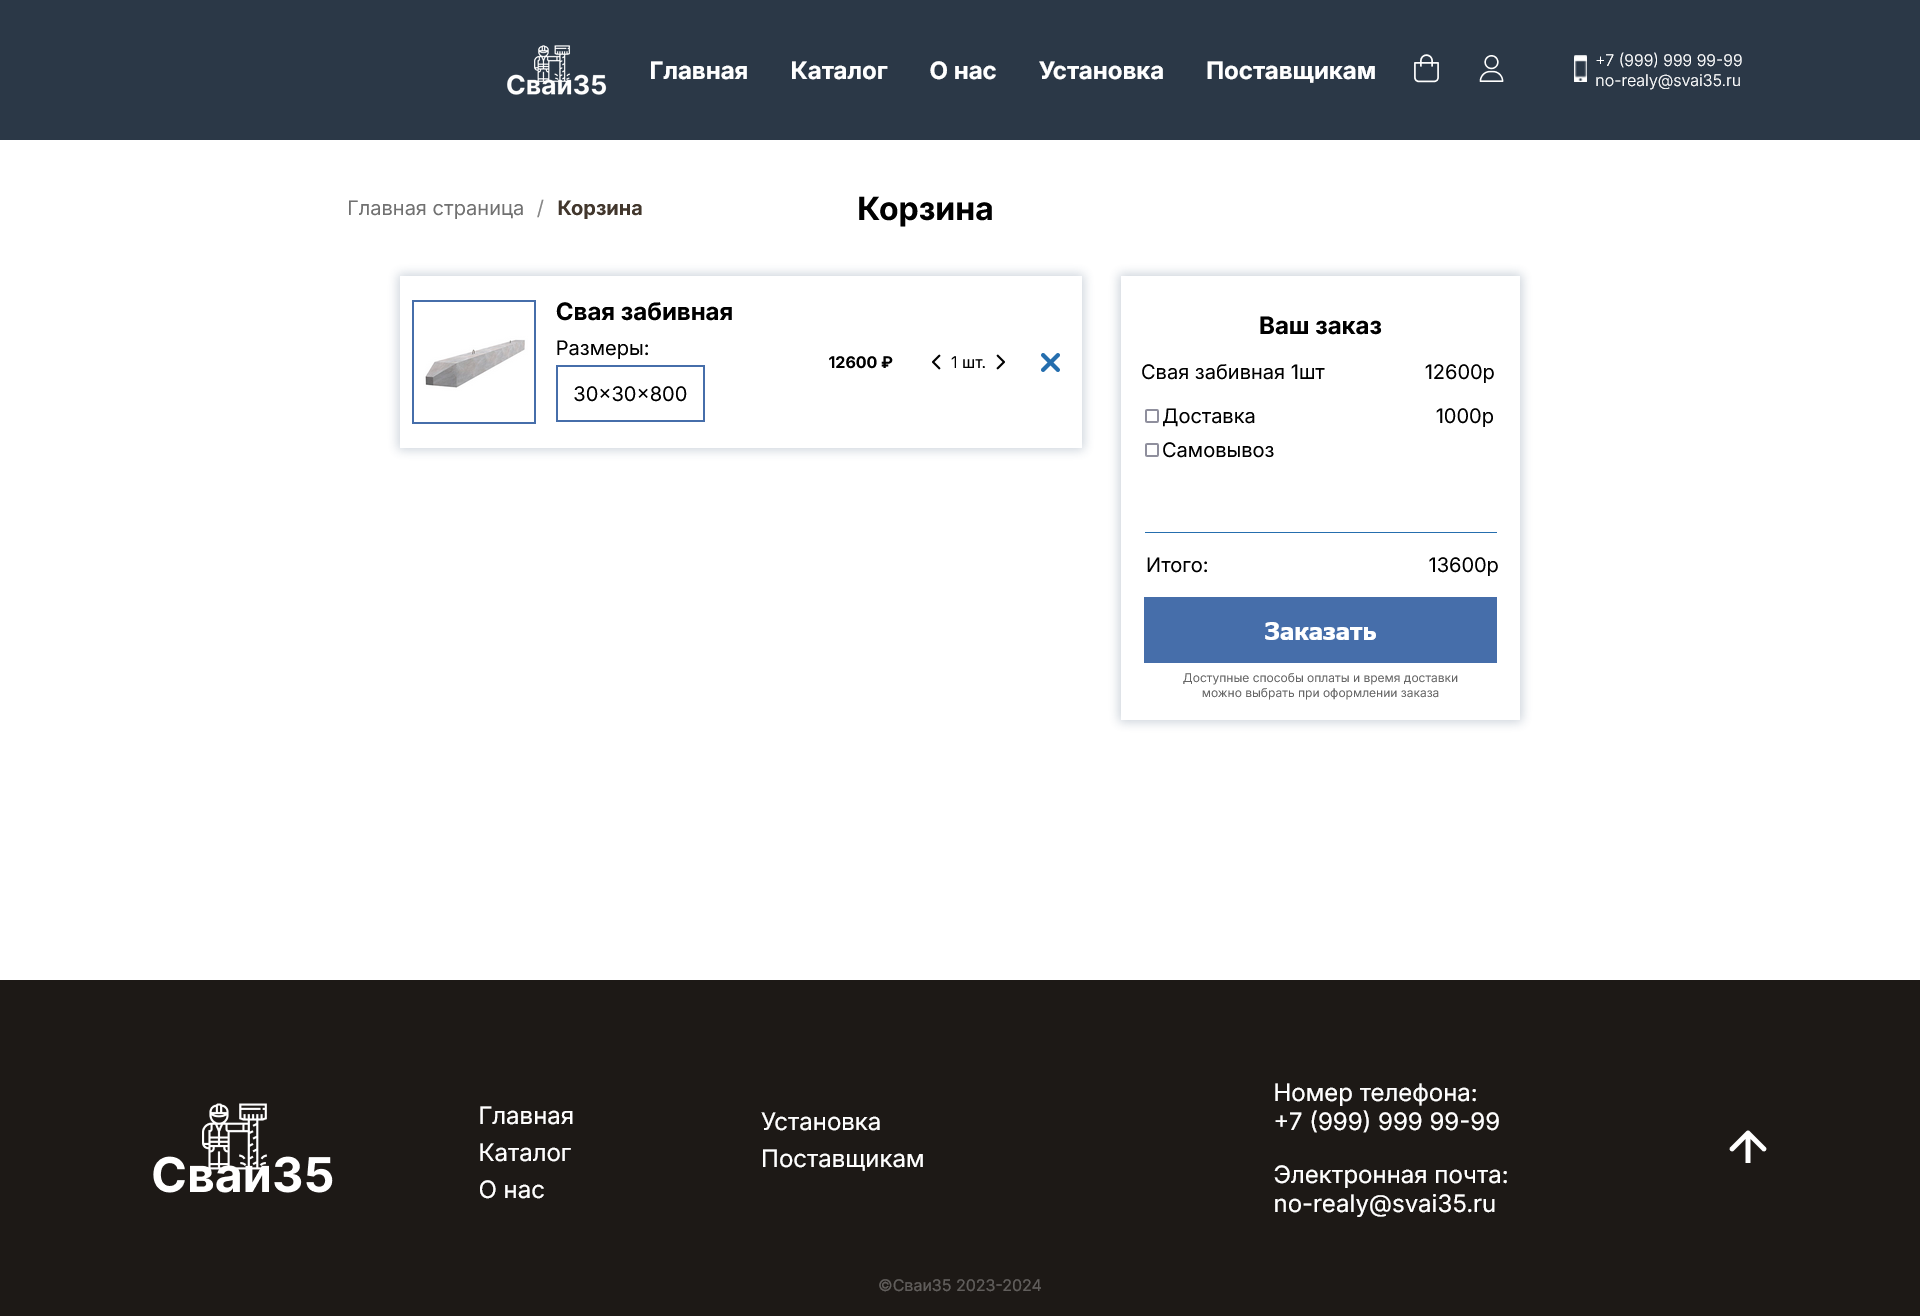 Сваи35
Главная
Каталог
О нас
Установка
Поставщикам
+7 (999) 999 99-99
no-realy@svai35.ru
Главная страница / Корзина
Корзина
Свая забивная
Размеры:
30×30×800
12600 ₽
1 шт.
Ваш заказ
Свая забивная 1шт 12600р
Доставка 1000р
Самовывоз
Итого: 13600р
Заказать
Доступные способы оплаты и время доставки
можно выбрать при оформлении заказа
Сваи35
Главная
Каталог
О нас
Установка
Поставщикам
Номер телефона:
+7 (999) 999 99-99
Электронная почта:
no-realy@svai35.ru
©Сваи35 2023-2024